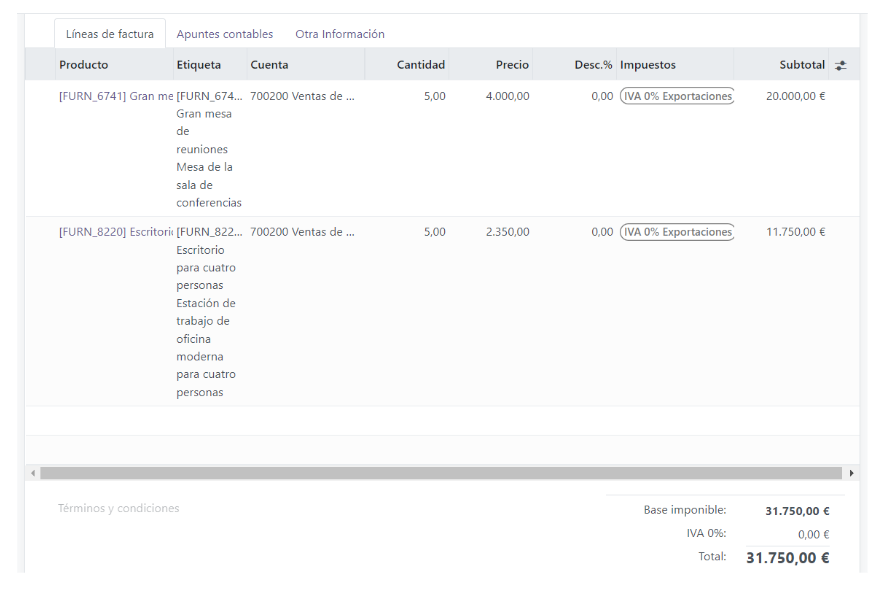 Líneas de factura Apuntes contables Otra Información
Producto Etiqueta Cuenta Cantidad Precio Desc.% Impuestos Subtotal
[FURN_6741] Gran me [FURN_674... 700200 Ventas de ... 5,00 4.000,00 0,00 IVA 0% Exportaciones 20.000,00 €
Gran mesa
de
reuniones
Mesa de la
sala de
conferencias
[FURN_8220] Escritorio [FURN_822... 700200 Ventas de ... 5,00 2.350,00 0,00 IVA 0% Exportaciones 11.750,00 €
Escritorio
para cuatro
personas
Estación de
trabajo de
oficina
moderna
para cuatro
personas
Términos y condiciones
Base imponible: 31.750,00 €
IVA 0%: 0,00 €
Total: 31.750,00 €